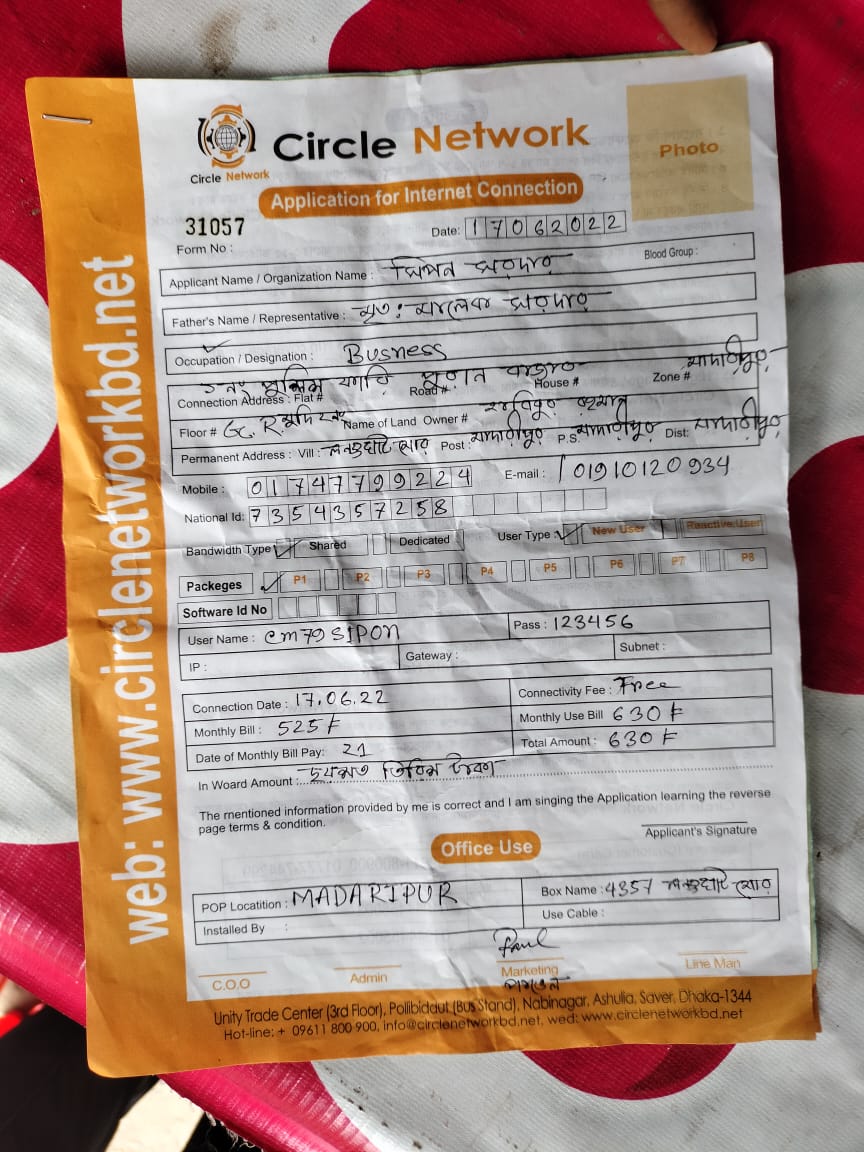 Circle Network
Circle Network
Photo
Application for Internet Connection
31057
Form No :
Date: 17062022
Applicant Name / Organization Name : সিপন সরদার
Blood Group :
Father's Name / Representative : মৃত: মালেক সরদার
Occupation / Designation : Busness
Connection Address : Flat # পুলিশ ফাড়ি Road # পুরান বাজার House # Zone # মাদারীপুর
Floor # Name of Land Owner #
Permanent Address : Vill : Post : মাদারীপুর P.S. মাদারীপুর Dist: মাদারীপুর
Mobile : 01747799224 E-mail : 01910120934
National Id: 7354357258
Bandwidth Type Shared Dedicated User Type : New User Reactive User
Packeges P1 P2 P3 P4 P5 P6 P7 P8
Software Id No
User Name : cm79SIPON Pass : 123456
IP : Gateway : Subnet :
Connection Date : 17.06.22 Connectivity Fee : Free
Monthly Bill : 525 ৳ Monthly Use Bill 630 ৳
Date of Monthly Bill Pay: 21 Total Amount : 630 ৳
In Woard Amount : ছয়শত তিরিশ টাকা
The mentioned information provided by me is correct and I am singing the Application learning the reverse
page terms & condition.
Applicant's Signature
Office Use
POP Locatition : MADARIPUR Box Name : 4357
Installed By : Use Cable :
C.O.O Admin Marketing Line Man
Unity Trade Center (3rd Floor), Pollibiddut (Bus Stand), Nabinagar, Ashulia, Saver, Dhaka-1344
Hot-line: + 09611 800 900, info@circlenetworkbd.net, wed: www.circlenetworkbd.net
web: www.circlenetworkbd.net